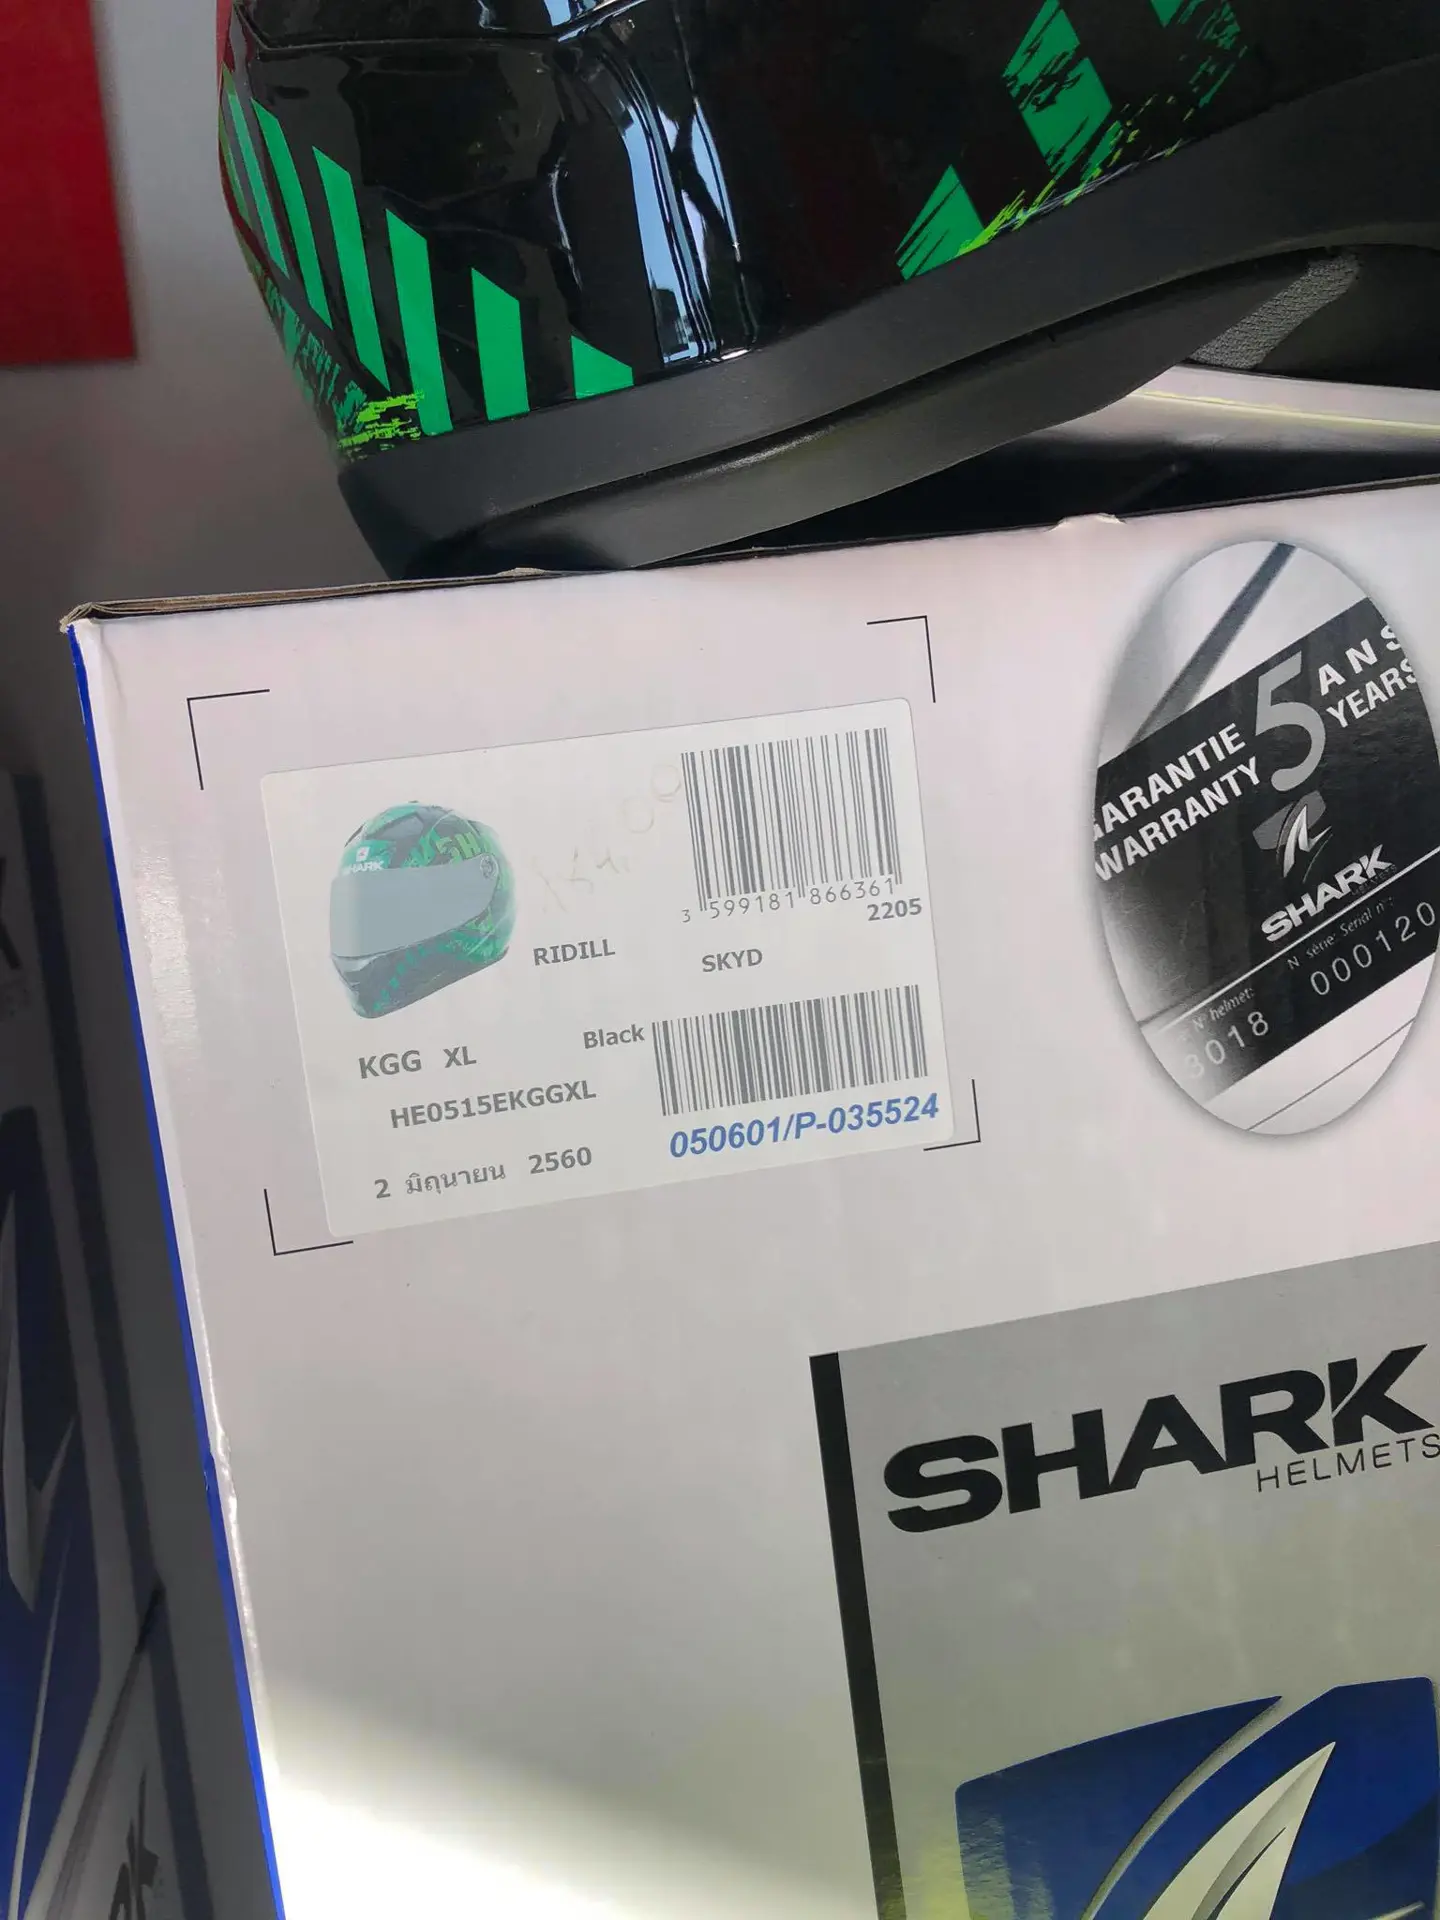 SHARK
3 599181 866361
2205
RIDILL
SKYD
KGG XL
Black
HE0515EKGGXL
050601/P-035524
2 มิถุนายน 2560
GARANTIE 5 ANS
WARRANTY YEARS
SHARK
N° helmet:
N° série: Serial n°:
3018
000120
SHARK
HELMETS